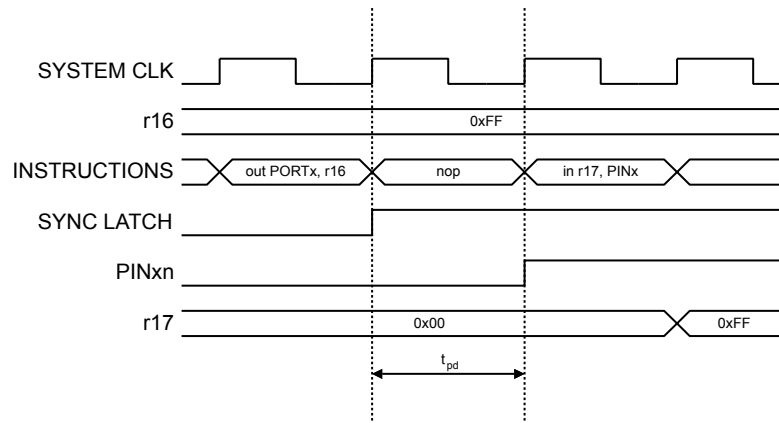 SYSTEM CLK
r16
0xFF
INSTRUCTIONS
out PORTx, r16
nop
in r17, PINx
SYNC LATCH
PINxn
r17
0x00
0xFF
tpd